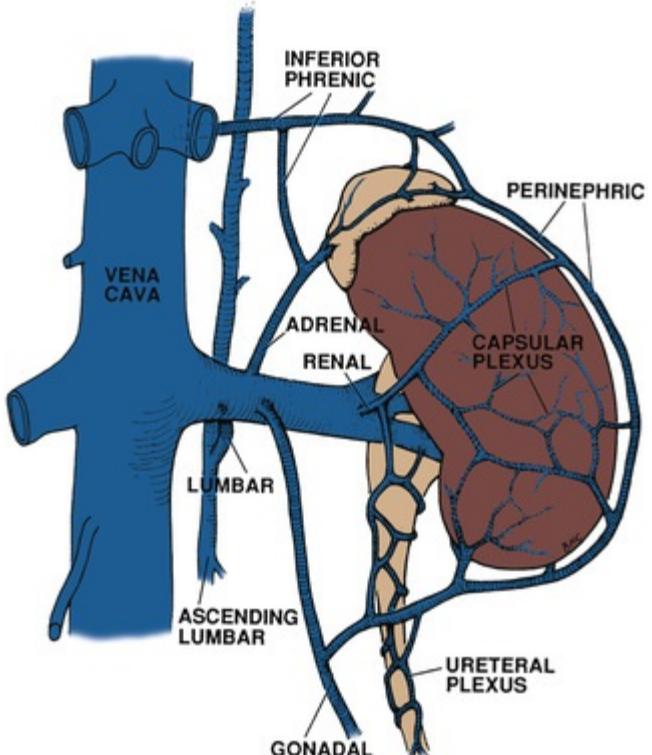 INFERIOR
PHRENIC
PERINEPHRIC
VENA
CAVA
ADRENAL
CAPSULAR
PLEXUS
RENAL
LUMBAR
ASCENDING
LUMBAR
URETERAL
PLEXUS
GONADAL